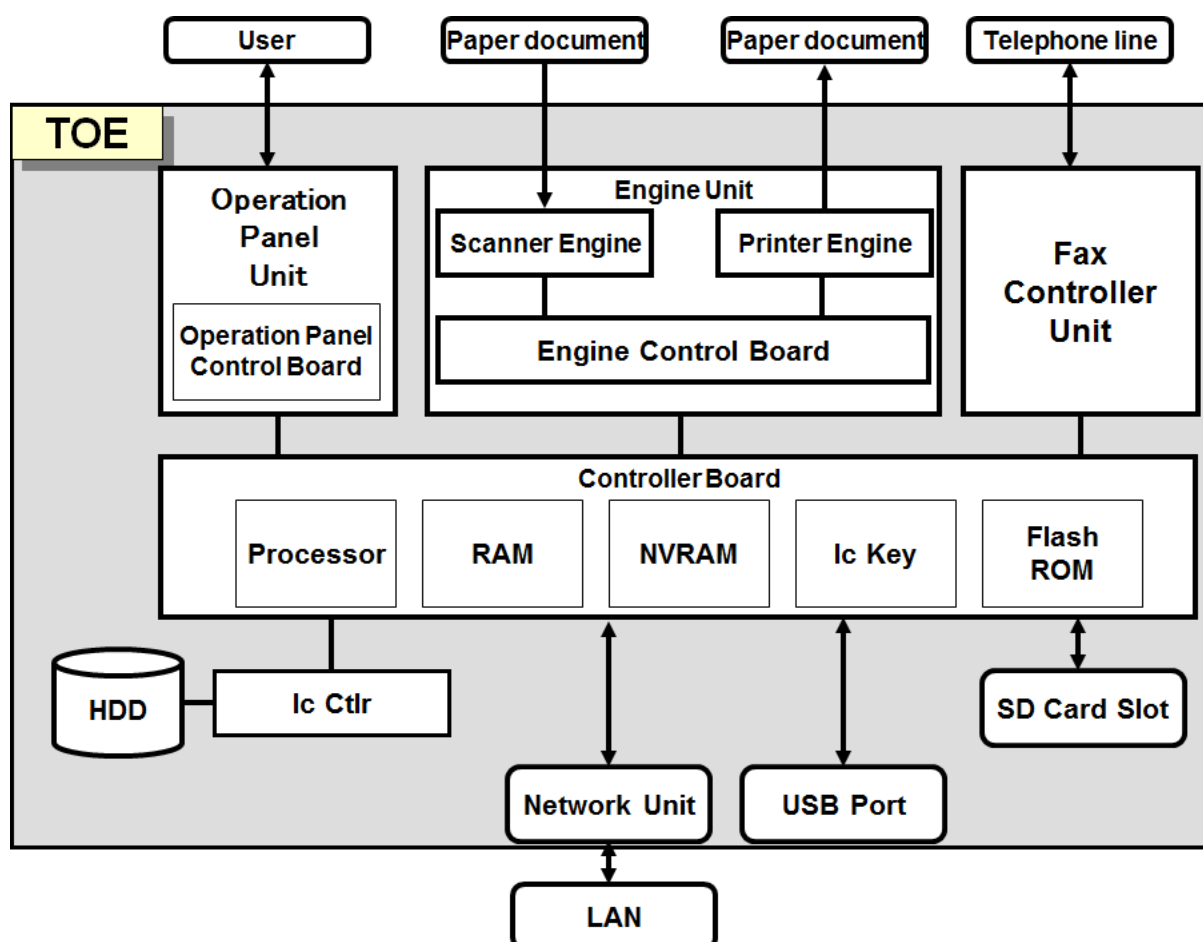 User
Paper document
Paper document
Telephone line
TOE
Operation
Panel
Unit
Operation Panel
Control Board
Engine Unit
Scanner Engine
Printer Engine
Engine Control Board
Fax
Controller
Unit
Controller Board
Processor
RAM
NVRAM
Ic Key
Flash
ROM
HDD
Ic Ctlr
SD Card Slot
Network Unit
USB Port
LAN